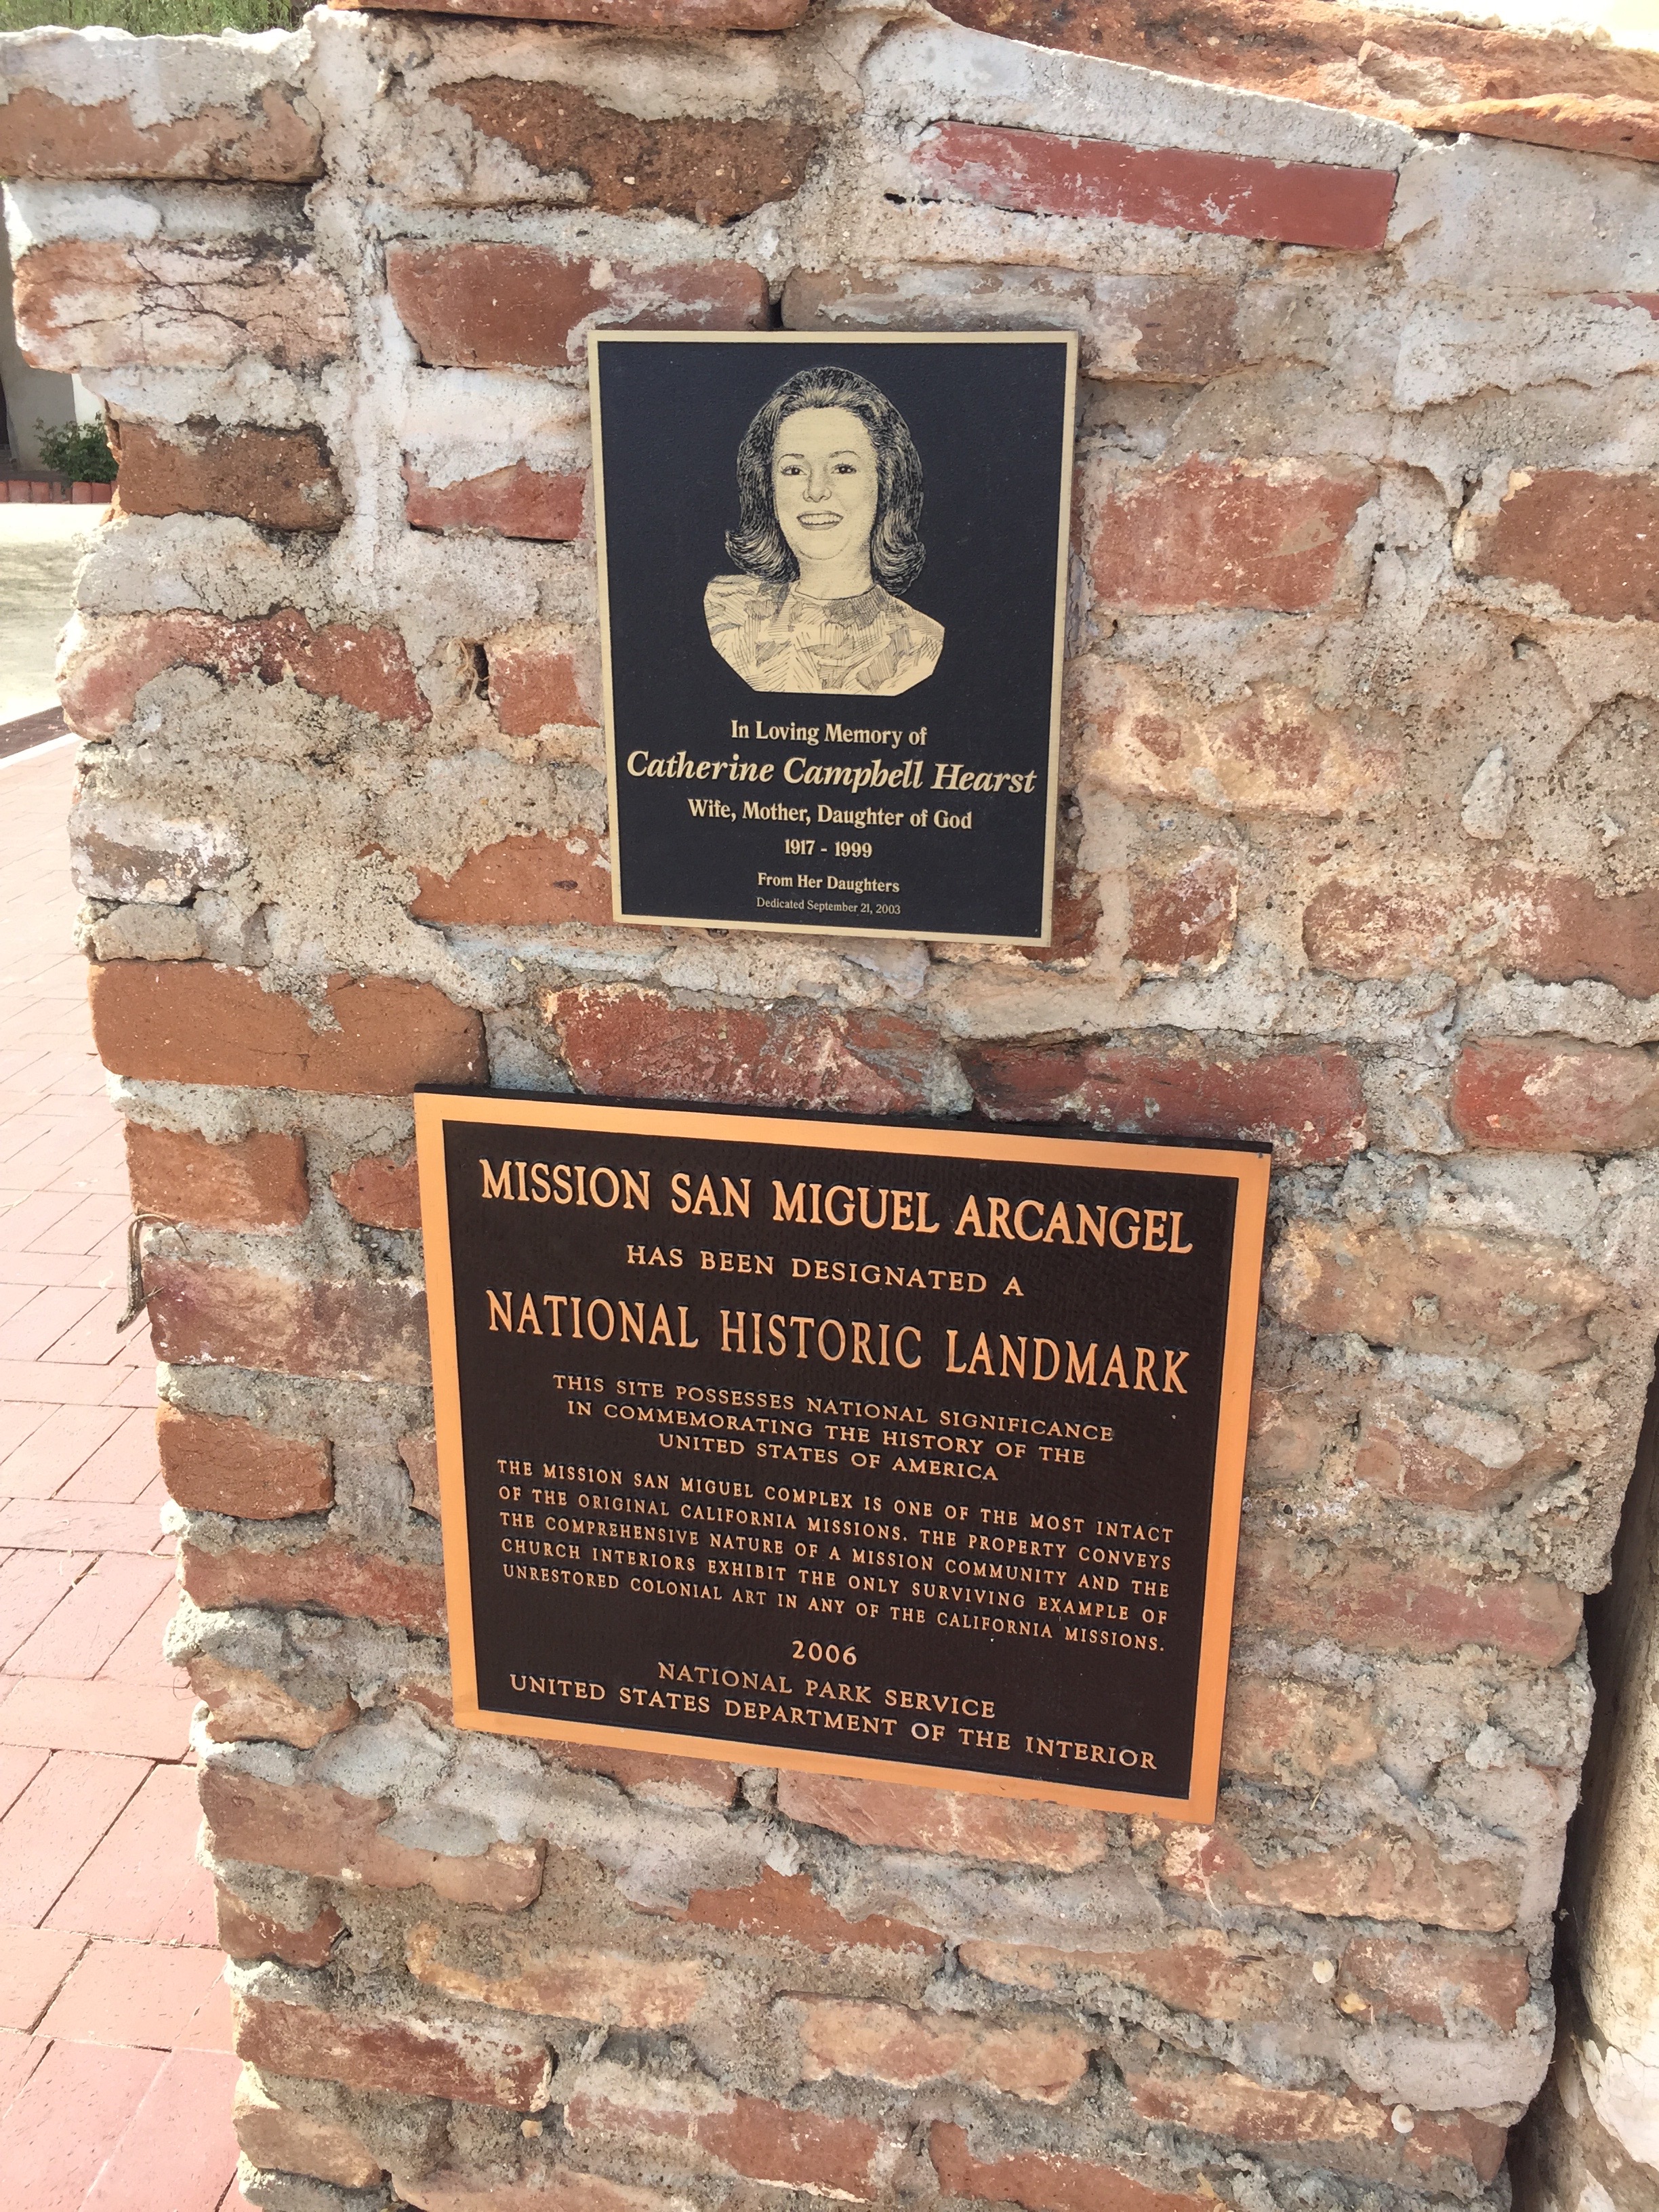 In Loving Memory of
Catherine Campbell Hearst
Wife, Mother, Daughter of God
1917 - 1999
From Her Daughters
Dedicated September 21, 2003
MISSION SAN MIGUEL ARCANGEL
HAS BEEN DESIGNATED A
NATIONAL HISTORIC LANDMARK
THIS SITE POSSESSES NATIONAL SIGNIFICANCE
IN COMMEMORATING THE HISTORY OF THE
UNITED STATES OF AMERICA
THE MISSION SAN MIGUEL COMPLEX IS ONE OF THE MOST INTACT
OF THE ORIGINAL CALIFORNIA MISSIONS. THE PROPERTY CONVEYS
THE COMPREHENSIVE NATURE OF A MISSION COMMUNITY AND THE
CHURCH INTERIORS EXHIBIT THE ONLY SURVIVING EXAMPLE OF
UNRESTORED COLONIAL ART IN ANY OF THE CALIFORNIA MISSIONS.
2006
NATIONAL PARK SERVICE
UNITED STATES DEPARTMENT OF THE INTERIOR